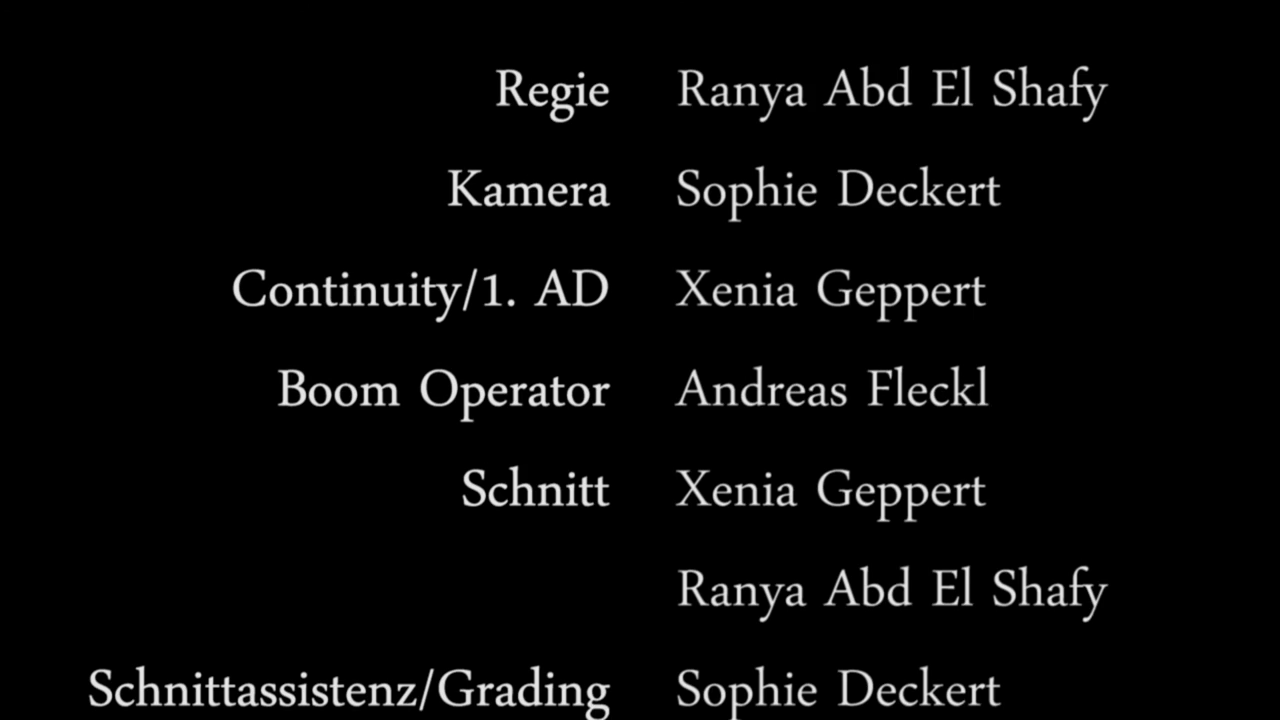 Regie Ranya Abd El Shafy
Kamera Sophie Deckert
Continuity/1. AD Xenia Geppert
Boom Operator Andreas Fleckl
Schnitt Xenia Geppert
Ranya Abd El Shafy
Schnittassistenz/Grading Sophie Deckert